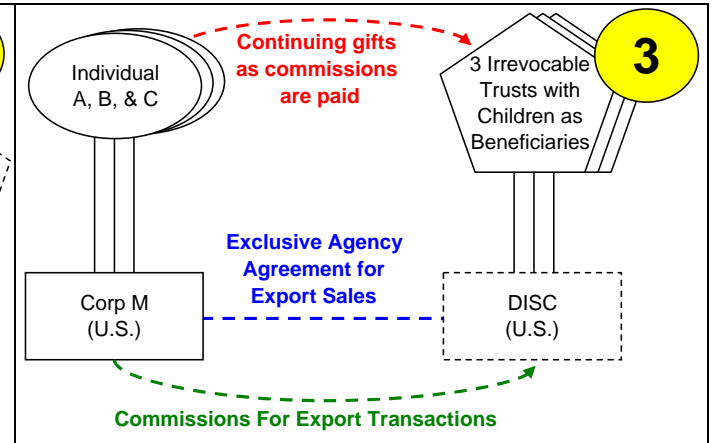 Individual
A, B, & C
Continuing gifts
as commissions
are paid
3 Irrevocable
Trusts with
Children as
Beneficiaries
3
Exclusive Agency
Agreement for
Export Sales
Corp M
(U.S.)
DISC
(U.S.)
Commissions For Export Transactions